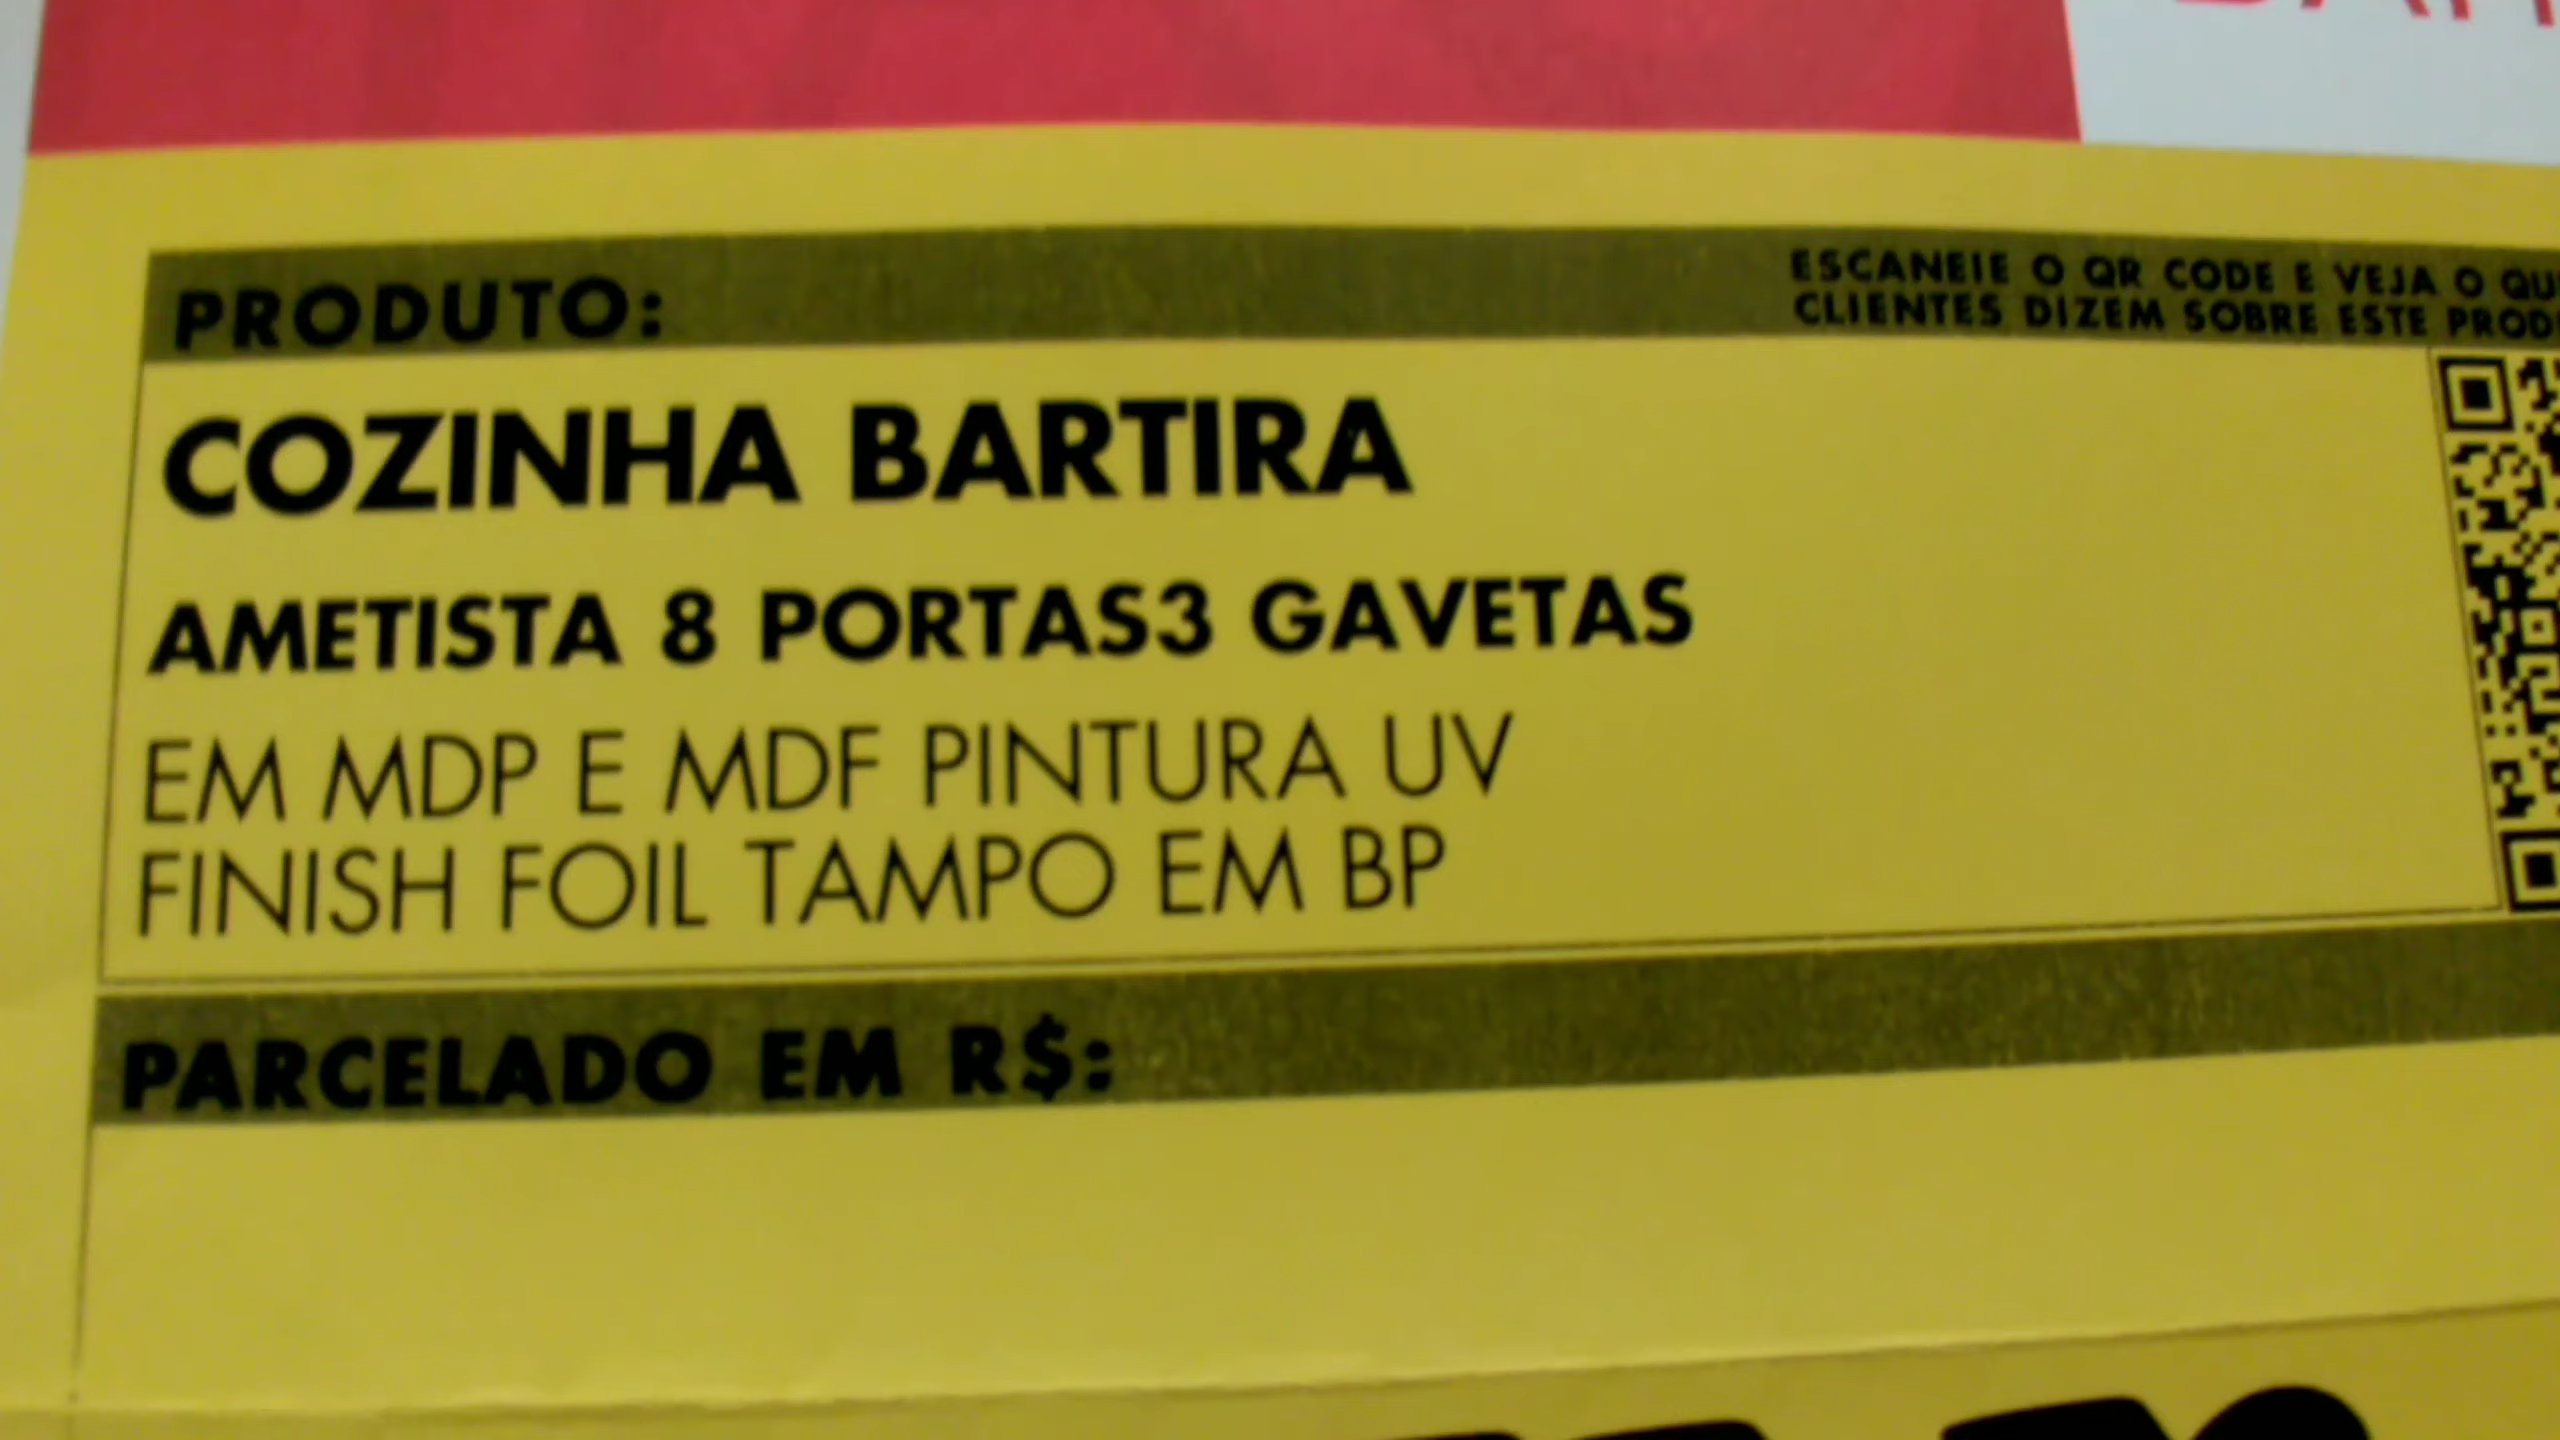 PRODUTO:
ESCANEIE O QR CODE E VEJA O
CLIENTES DIZEM SOBRE ESTE
COZINHA BARTIRA
AMETISTA 8 PORTAS3 GAVETAS
EM MDP E MDF PINTURA UV
FINISH FOIL TAMPO EM BP
PARCELADO EM R$: